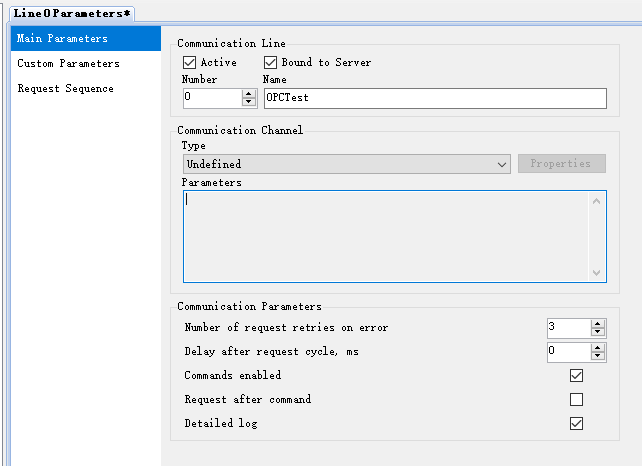 Line0Parameters*
Main Parameters
Custom Parameters
Request Sequence
Communication Line
Active
Bound to Server
Number
Name
0
OPCTest
Communication Channel
Type
Undefined
Properties
Parameters
Communication Parameters
Number of request retries on error
3
Delay after request cycle, ms
0
Commands enabled
Request after command
Detailed log